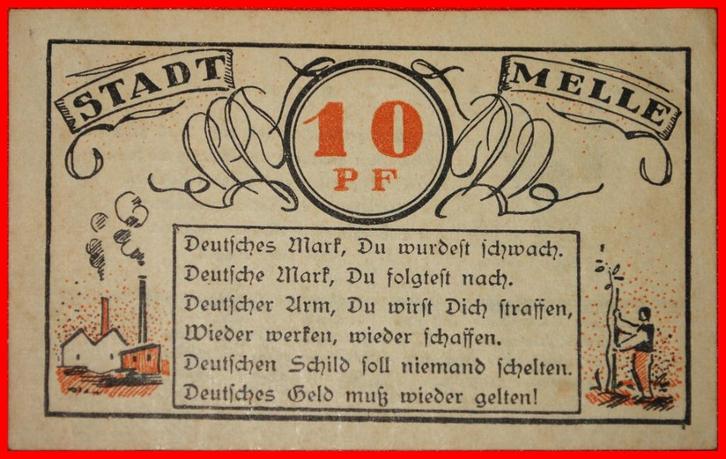 STADT
MELLE
10
PF
Deutsches Mark, Du wurdest schwach.
Deutsche Mark, Du folgtest nach.
Deutscher Arm, Du wirst Dich straffen,
Wieder werken, wieder schaffen.
Deutschen Schild soll niemand schelten.
Deutsches Geld muß wieder gelten!